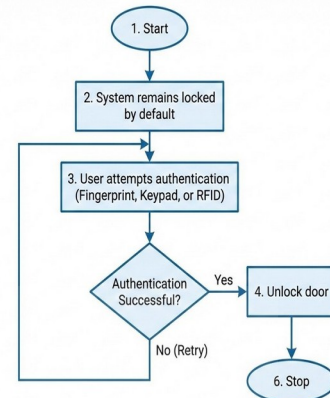 1. Start
2. System remains locked
by default
3. User attempts authentication
(Fingerprint, Keypad, or RFID)
Authentication
Successful?
Yes
4. Unlock door
No (Retry)
6. Stop